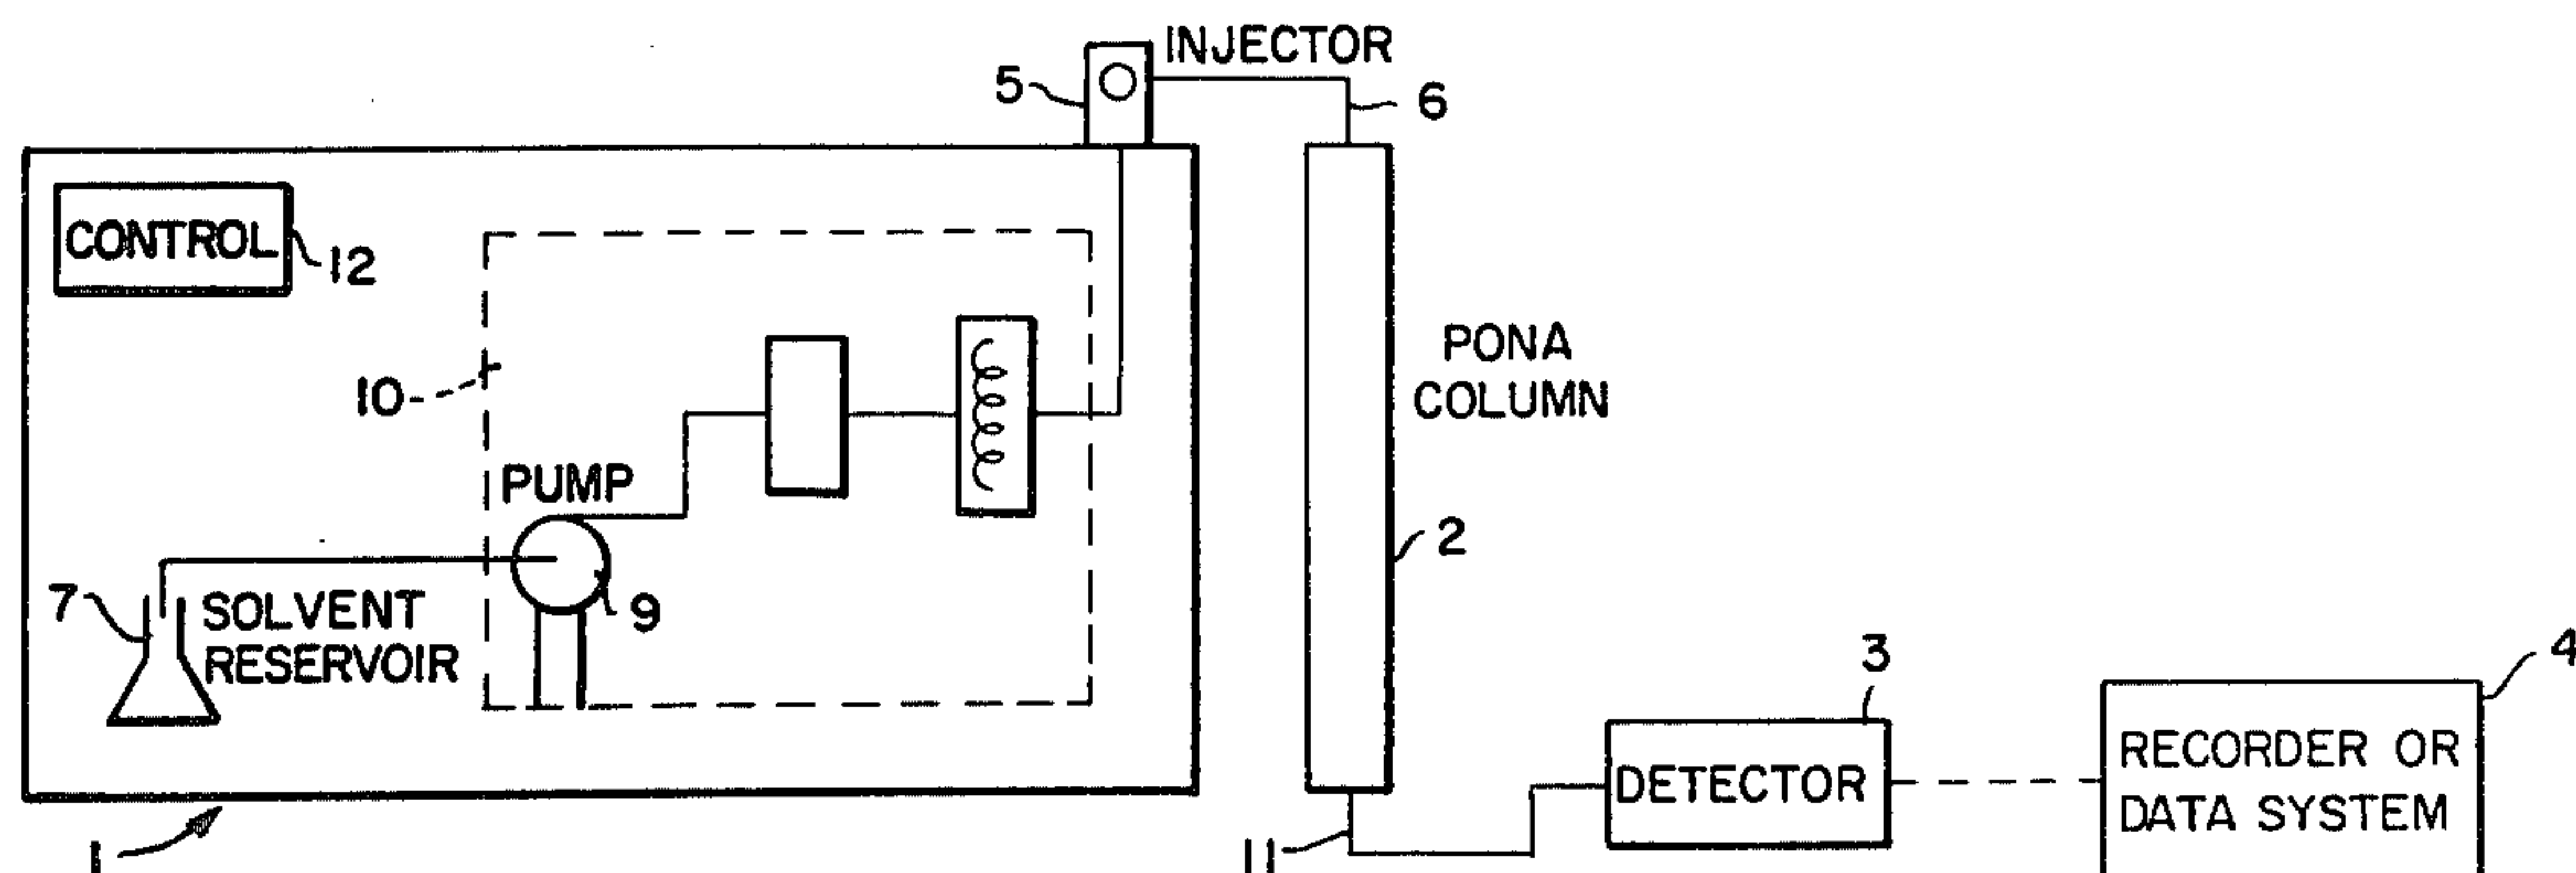 INJECTOR
5
6
CONTROL
12
10
PONA
COLUMN
PUMP
2
7
SOLVENT
RESERVOIR
9
3
4
DETECTOR
RECORDER OR
DATA SYSTEM
1
11